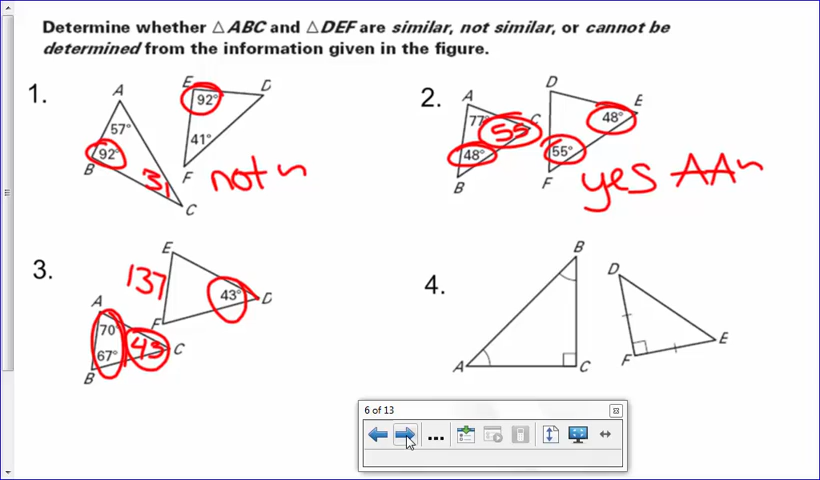 Determine whether △ABC and △DEF are similar, not similar, or cannot be
determined from the information given in the figure.
1.
A
57°
92°
B
31
C
E
D
92°
41°
F
not ~
2.
A
77°
C
55
48°
B
D
E
48°
55°
F
yes AA~
3.
E
137
43°
D
F
A
70°
67°
43
C
B
4.
B
A
C
D
E
F
6 of 13